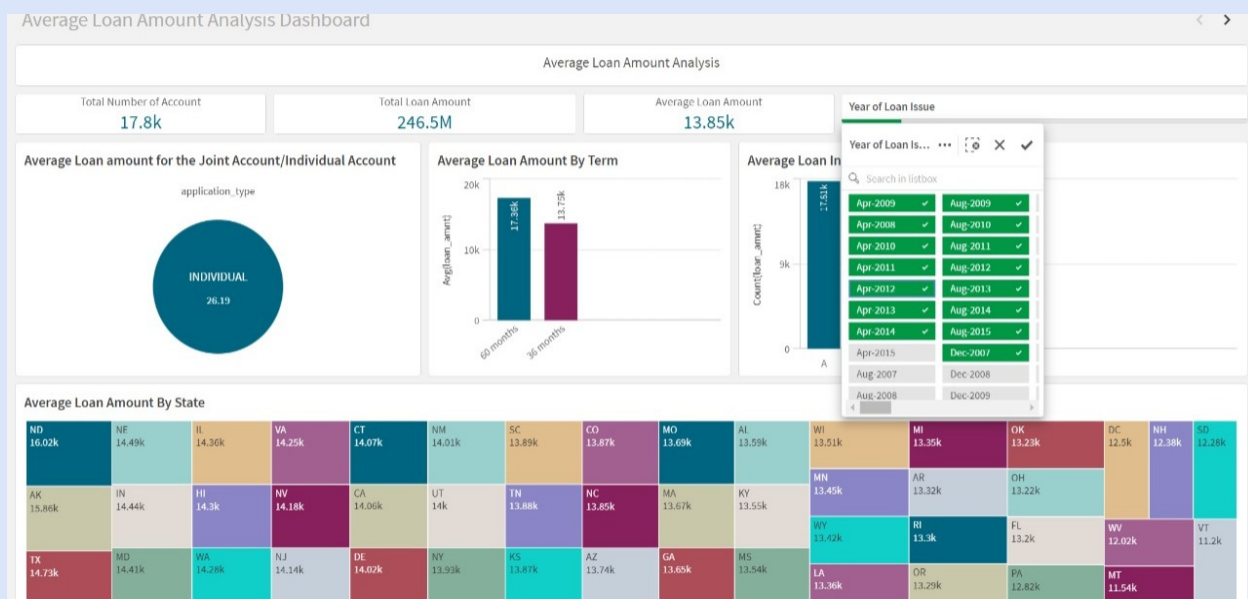 Average Loan Amount Analysis Dashboard
Average Loan Amount Analysis
Total Number of Account
17.8k
Total Loan Amount
246.5M
Average Loan Amount
13.85k
Year of Loan Issue
Average Loan amount for the Joint Account/Individual Account
application_type
INDIVIDUAL
26.19
Average Loan Amount By Term
Avg(loan_amnt)
20k
10k
0
17.36k
13.75k
60 months
36 months
Average Loan In
Count(loan_amnt)
18k
9k
0
17.51k
A
Year of Loan Is... ...
Search in listbox
Apr-2009 Aug-2009
Apr-2008 Aug-2010
Apr 2010 Aug 2011
Apr-2011 Aug-2012
Apr-2012 Aug-2013
Apr-2013 Aug 2014
Apr-2014 Aug-2015
Apr-2015 Dec-2007
Aug-2007 Dec-2008
Aug-2008 Dec-2009
Average Loan Amount By State
ND NE IL VA CT NM SC CO MO AL WI MI OK DC NH SD
16.02k 14.49k 14.36k 14.25k 14.07k 14.01k 13.89k 13.87k 13.69k 13.59k 13.51k 13.35k 13.23k 12.5k 12.38k 12.28k
MN AR OH
13.45k 13.32k 13.22k
AK IN HI NV CA UT TN NC MA KY
15.86k 14.44k 14.3k 14.18k 14.06k 14k 13.88k 13.85k 13.67k 13.55k
WY RI FL WV VT
13.42k 13.3k 13.2k 12.02k 11.2k
TX MD WA NJ DE NY KS AZ GA MS
14.73k 14.41k 14.28k 14.14k 14.02k 13.93k 13.87k 13.74k 13.65k 13.54k
LA OR PA MT
13.36k 13.29k 12.82k 11.54k